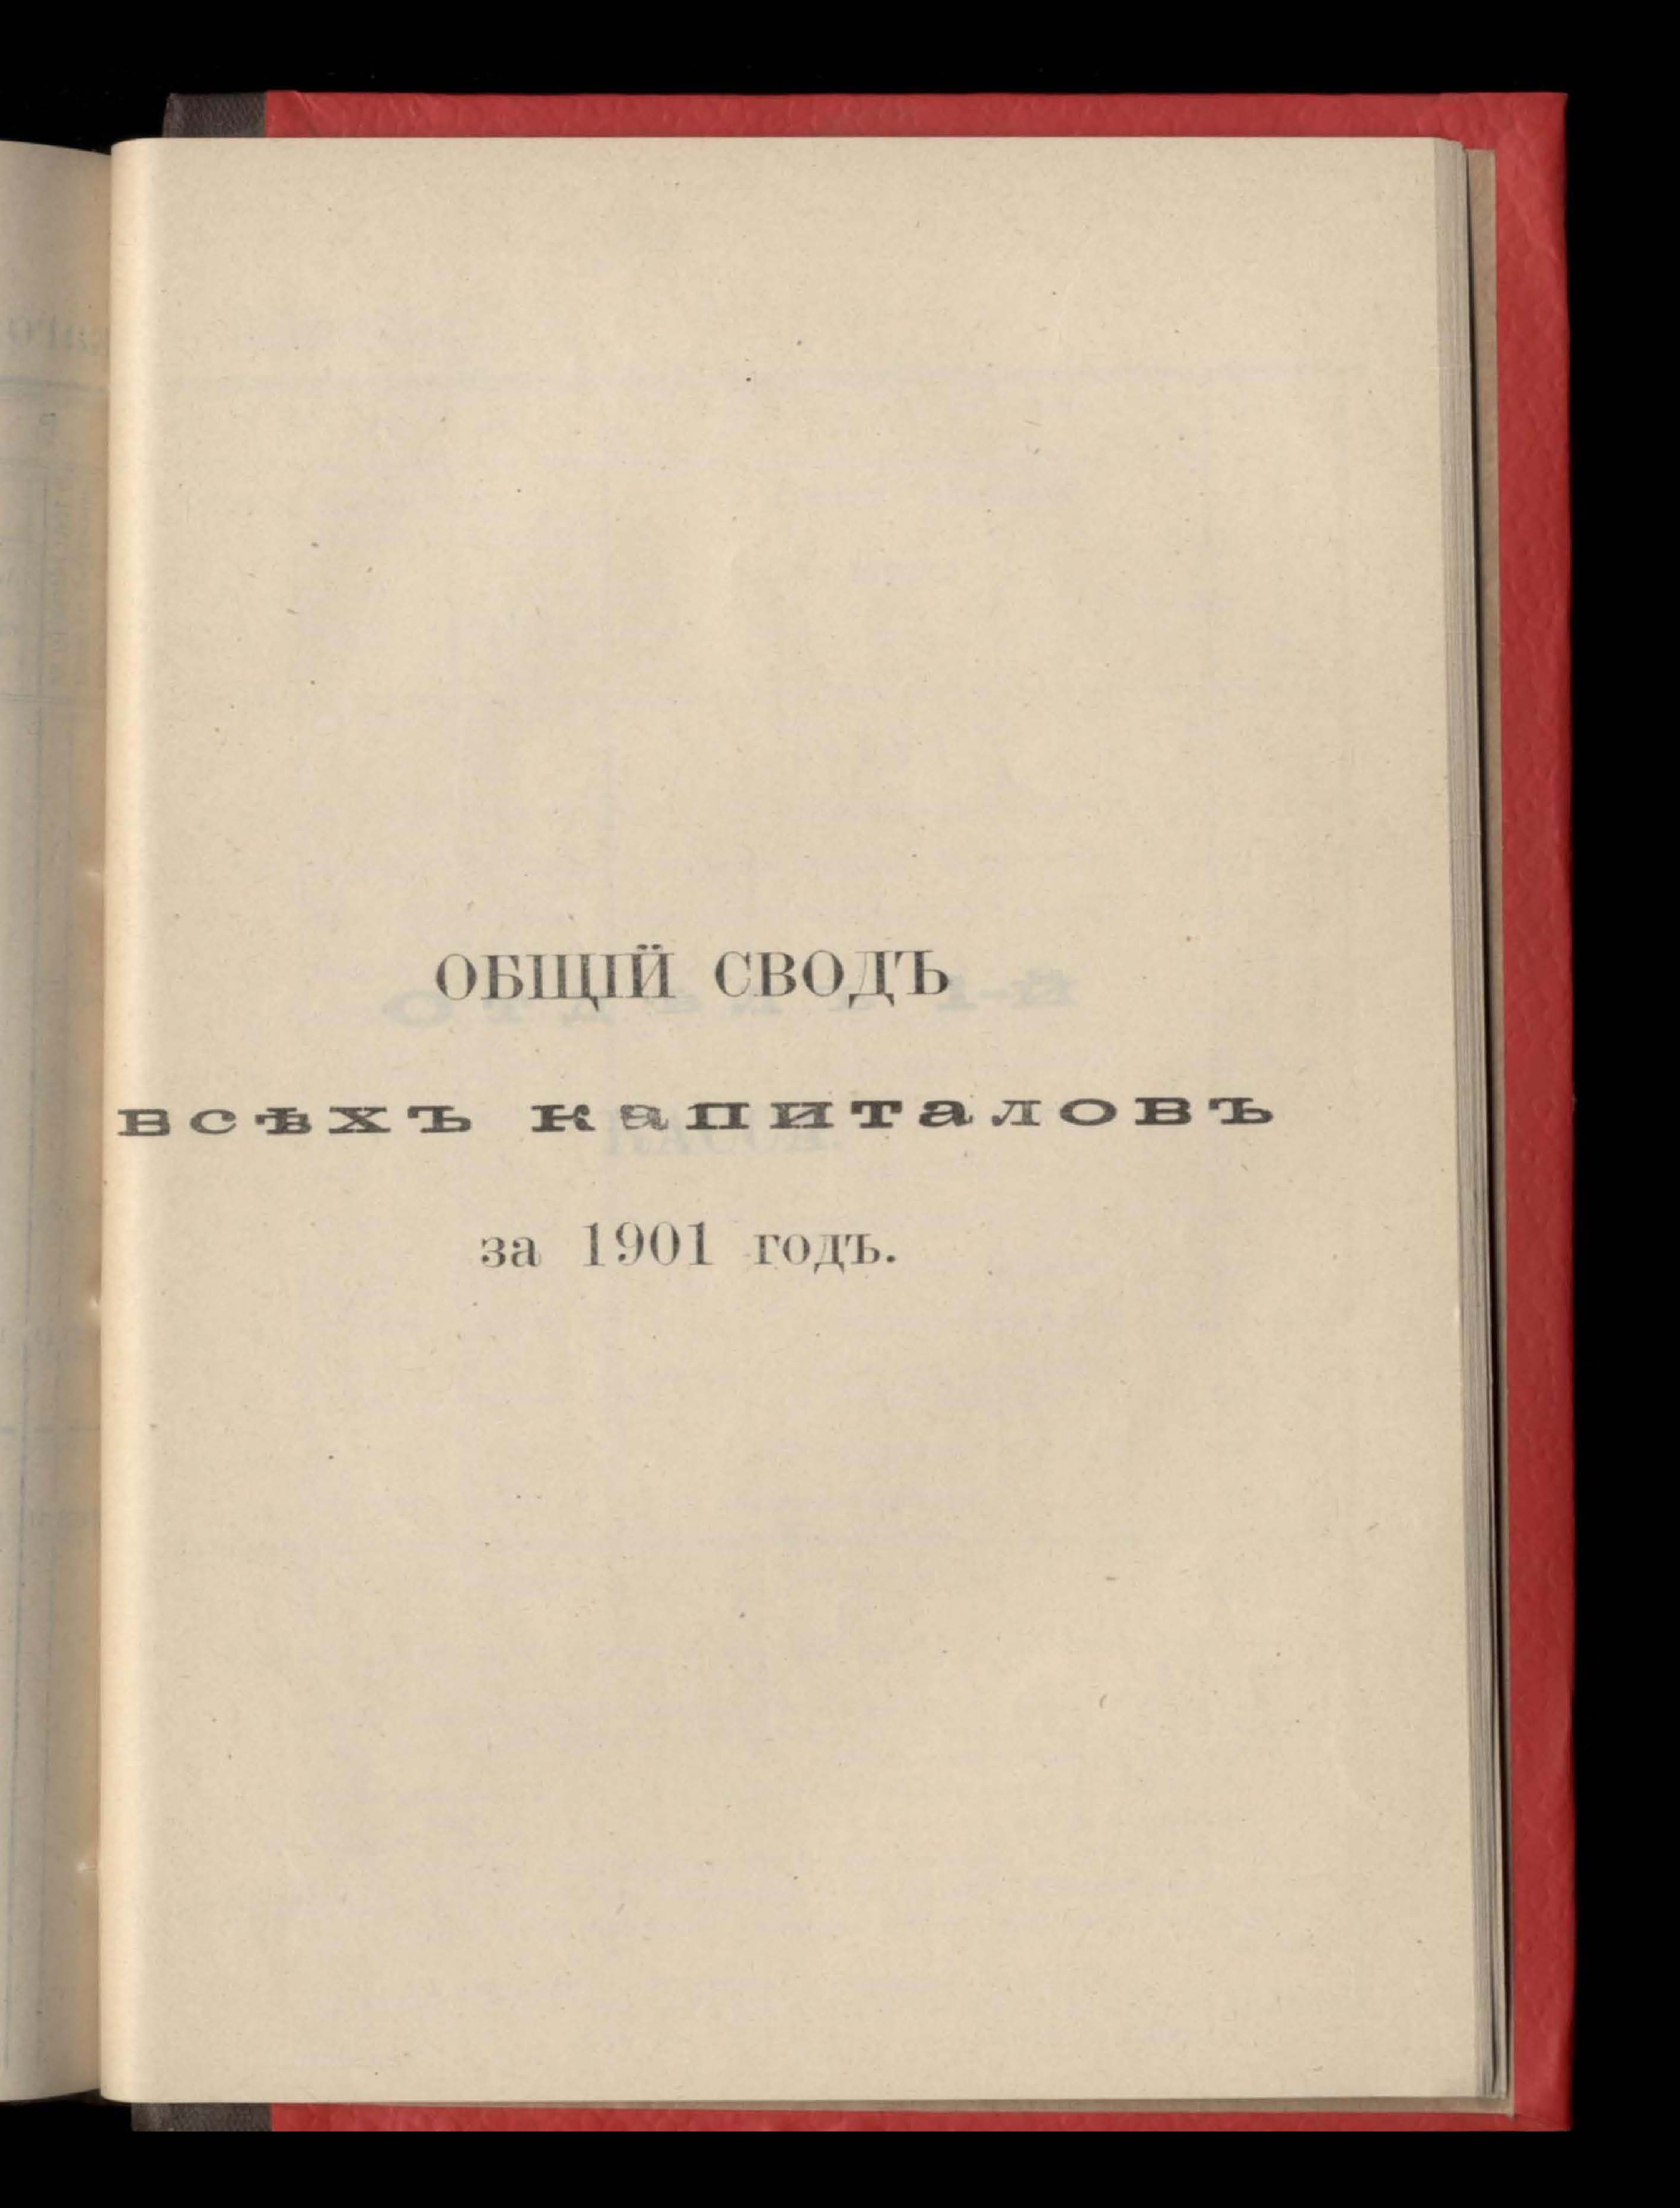 ОБЩІЙ СВОДЪ
всѣхъ капиталовъ
за 1901 годъ.